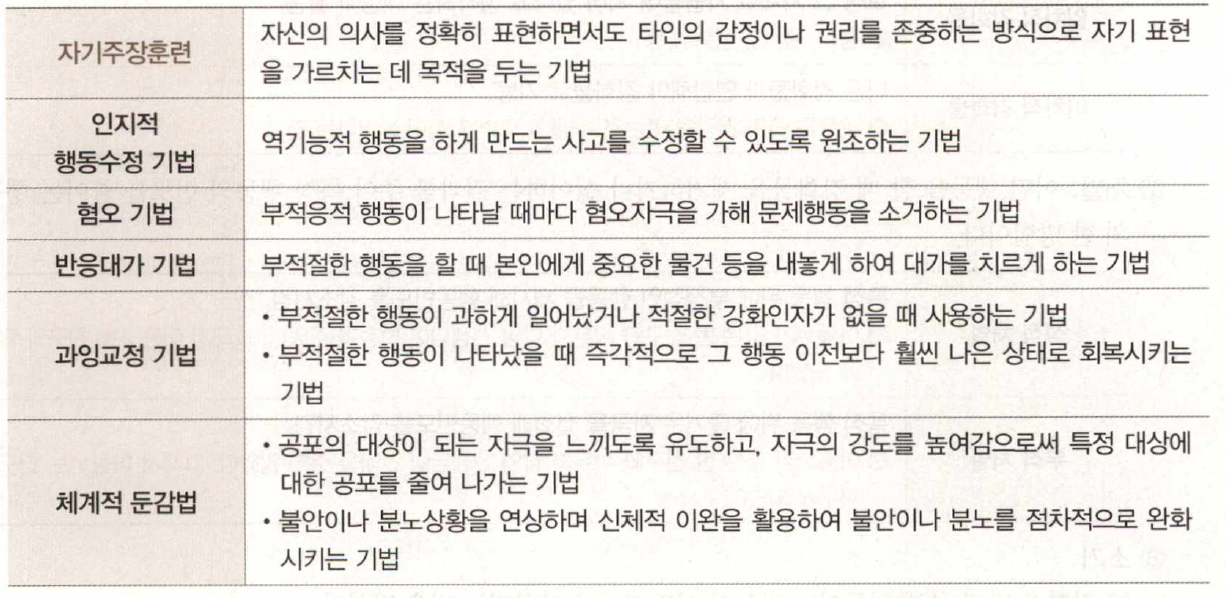 자기주장훈련
자신의 의사를 정확히 표현하면서도 타인의 감정이나 권리를 존중하는 방식으로 자기 표현
을 가르치는 데 목적을 두는 기법
인지적
행동수정 기법
역기능적 행동을 하게 만드는 사고를 수정할 수 있도록 원조하는 기법
혐오 기법
부적응적 행동이 나타날 때마다 혐오자극을 가해 문제행동을 소거하는 기법
반응대가 기법
부적절한 행동을 할 때 본인에게 중요한 물건 등을 내놓게 하여 대가를 치르게 하는 기법
과잉교정 기법
• 부적절한 행동이 과하게 일어났거나 적절한 강화인자가 없을 때 사용하는 기법
• 부적절한 행동이 나타났을 때 즉각적으로 그 행동 이전보다 훨씬 나은 상태로 회복시키는
기법
체계적 둔감법
• 공포의 대상이 되는 자극을 느끼도록 유도하고, 자극의 강도를 높여감으로써 특정 대상에
대한 공포를 줄여 나가는 기법
• 불안이나 분노상황을 연상하며 신체적 이완을 활용하여 불안이나 분노를 점차적으로 완화
시키는 기법